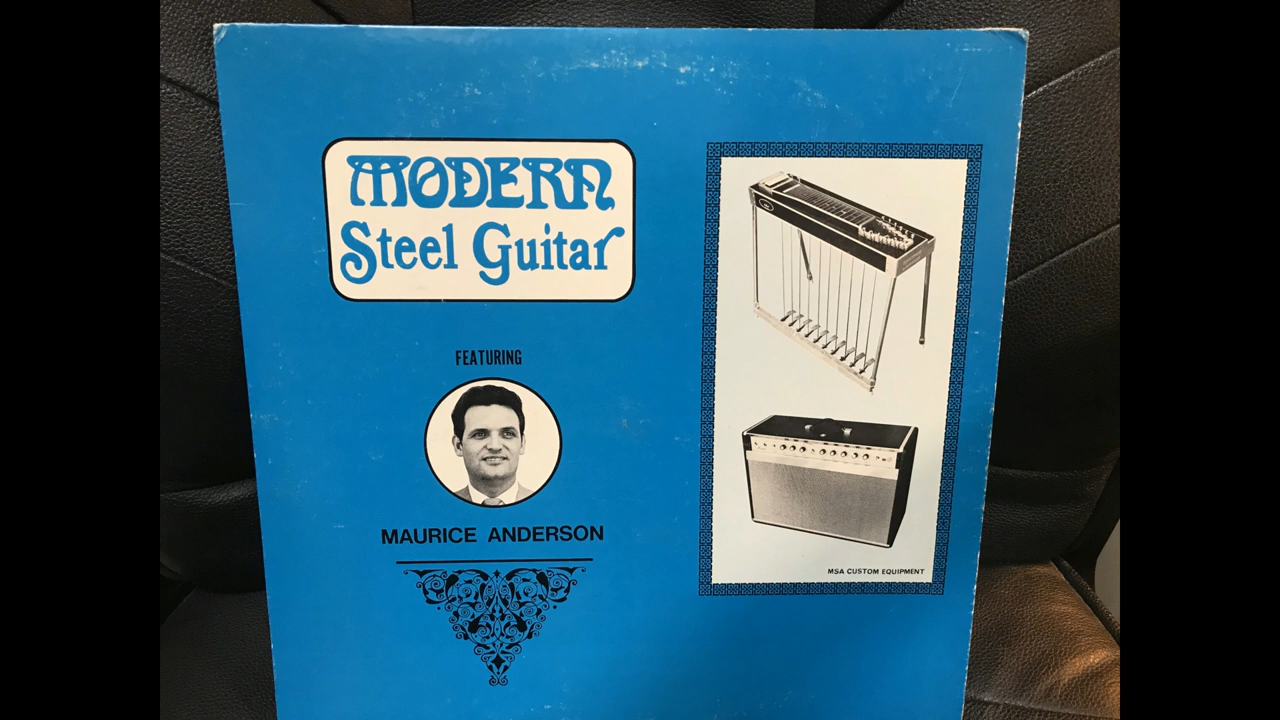 MODERN
Steel Guitar
FEATURING
MAURICE ANDERSON
MSA CUSTOM EQUIPMENT